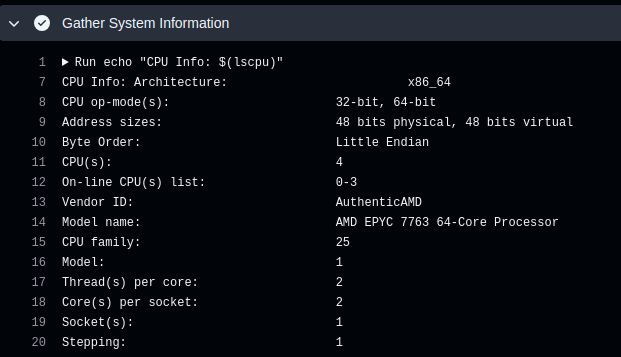 Gather System Information
1 Run echo "CPU Info: $(lscpu)"
7 CPU Info: Architecture: x86_64
8 CPU op-mode(s): 32-bit, 64-bit
9 Address sizes: 48 bits physical, 48 bits virtual
10 Byte Order: Little Endian
11 CPU(s): 4
12 On-line CPU(s) list: 0-3
13 Vendor ID: AuthenticAMD
14 Model name: AMD EPYC 7763 64-Core Processor
15 CPU family: 25
16 Model: 1
17 Thread(s) per core: 2
18 Core(s) per socket: 2
19 Socket(s): 1
20 Stepping: 1